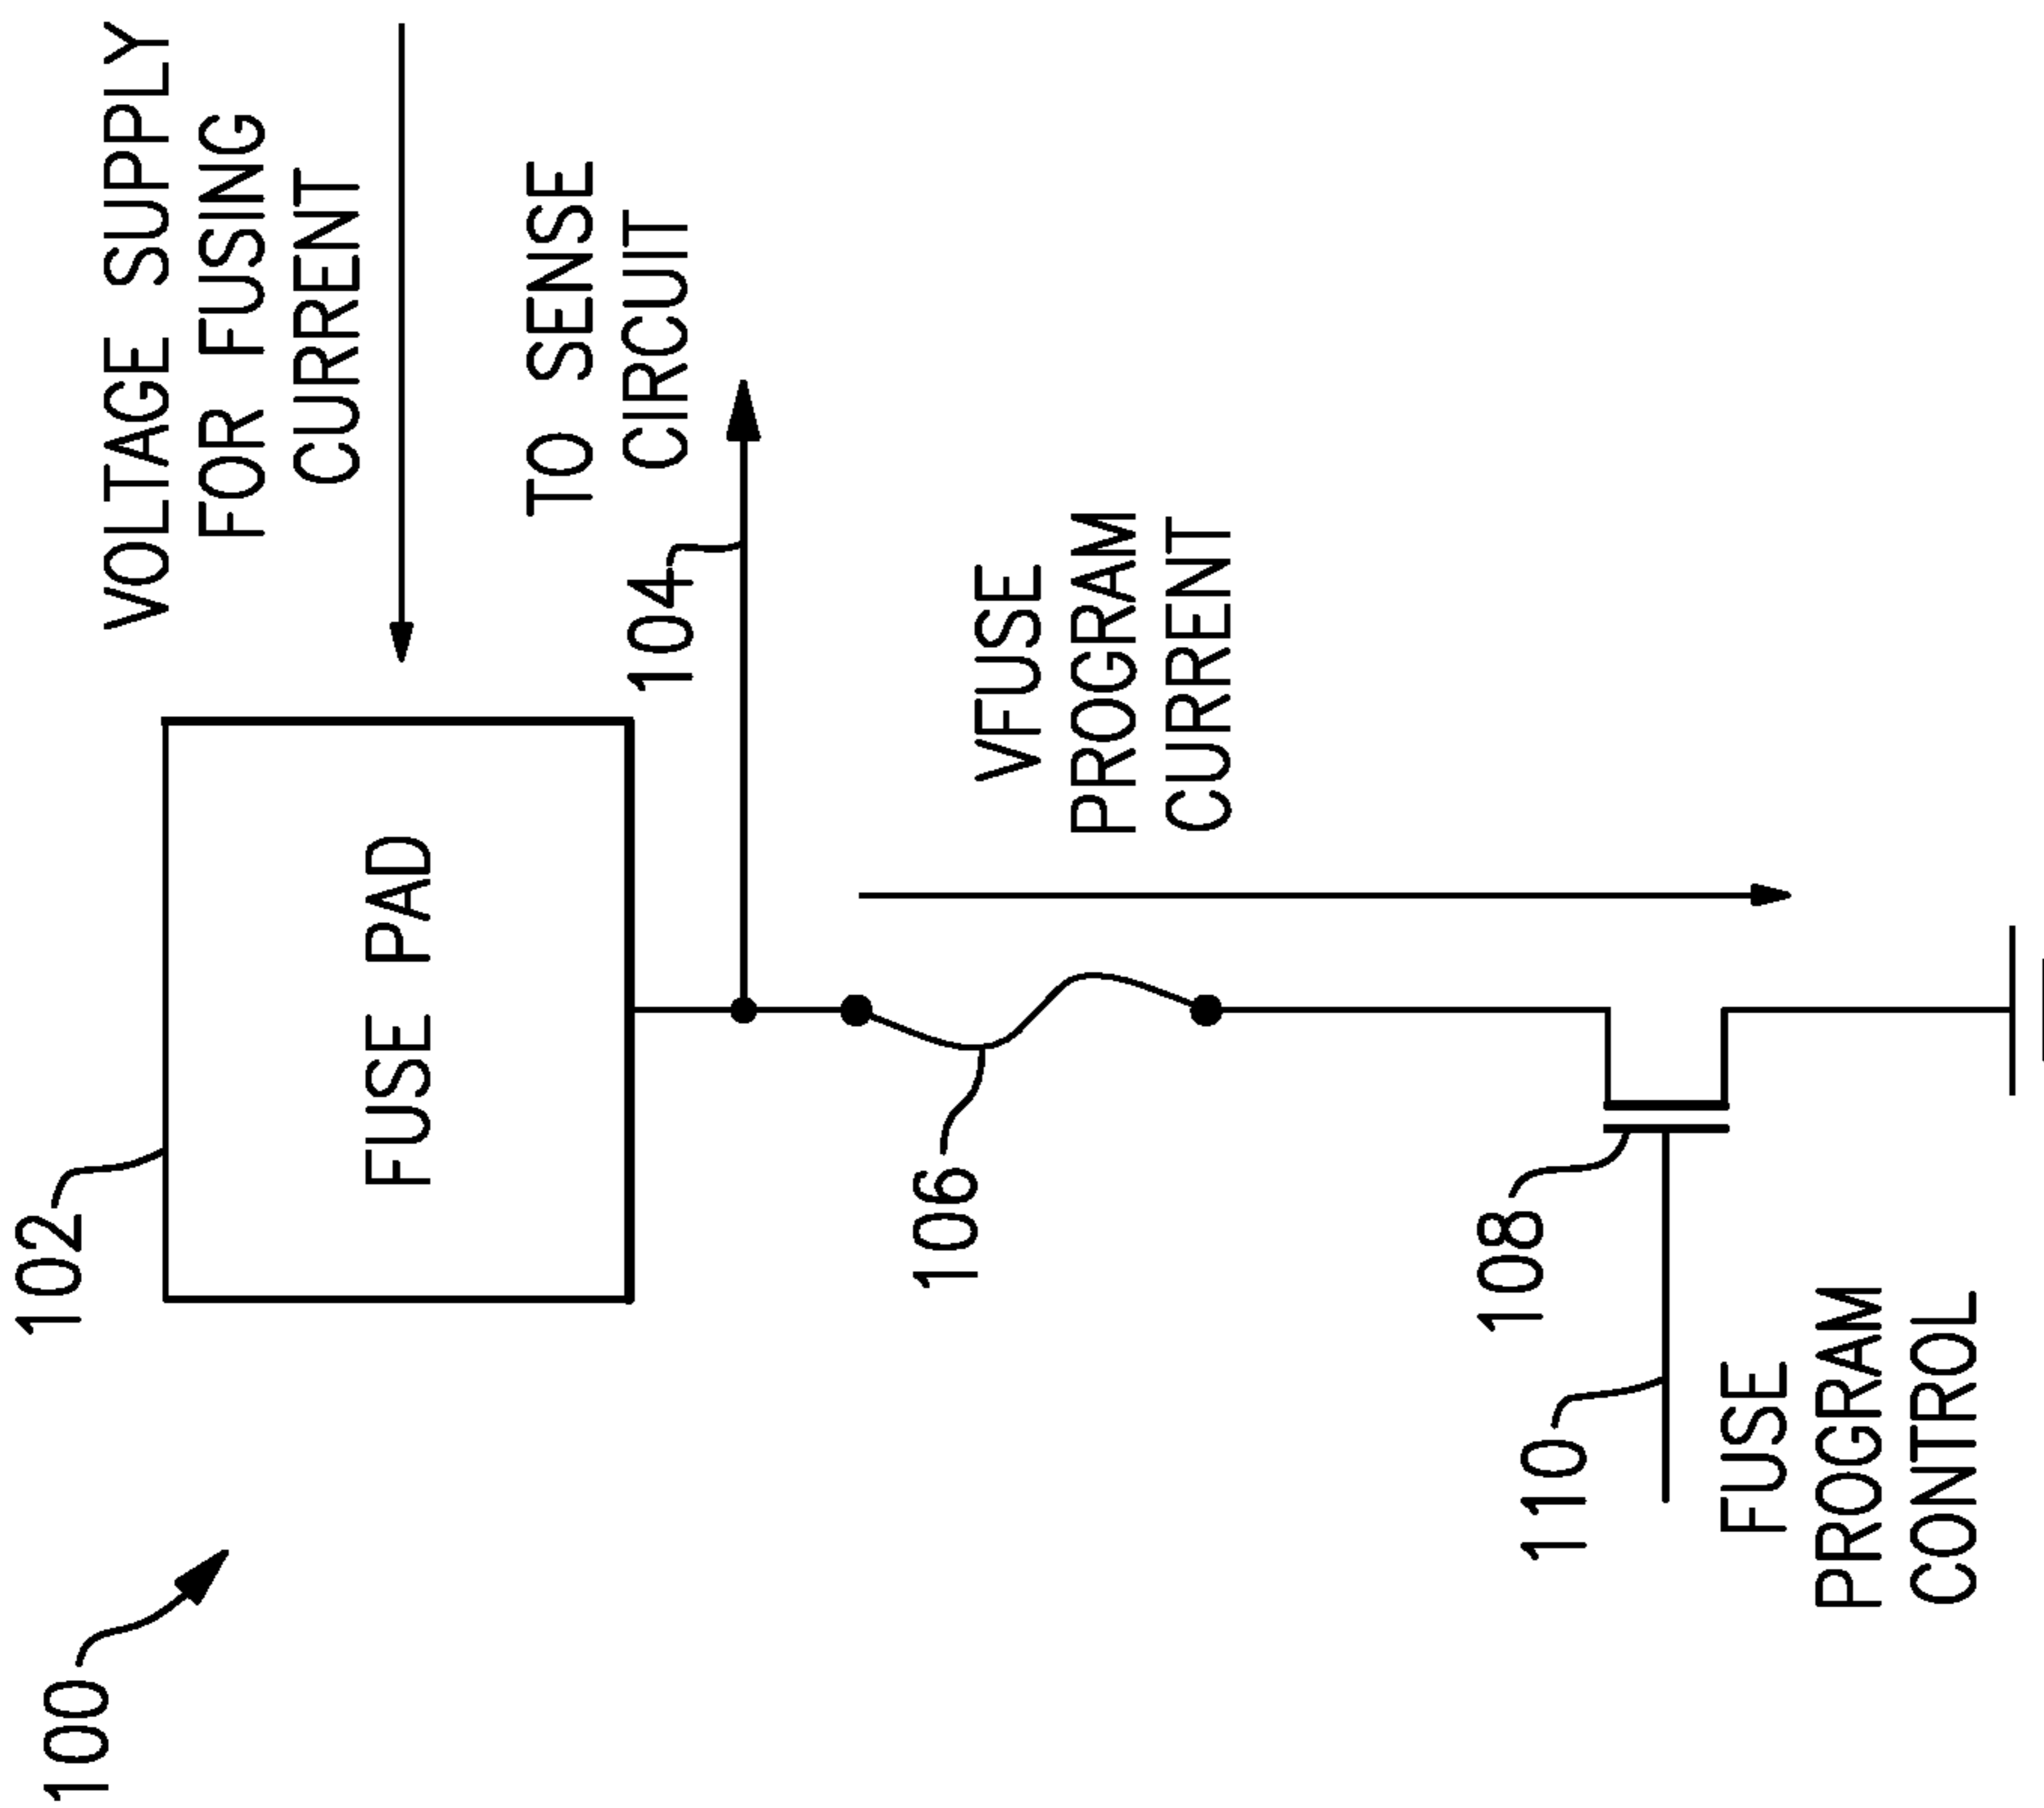 100
102
FUSE PAD
VOLTAGE SUPPLY
FOR FUSING
CURRENT
TO SENSE
CIRCUIT
104
VFUSE
PROGRAM
CURRENT
106
108
110
FUSE
PROGRAM
CONTROL